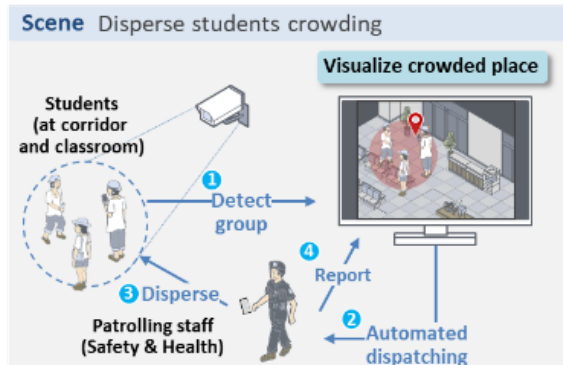 Scene Disperse students crowding
Visualize crowded place
Students
(at corridor
and classroom)
1
Detect
group
4
Report
3 Disperse
Patrolling staff
(Safety & Health)
2
Automated
dispatching